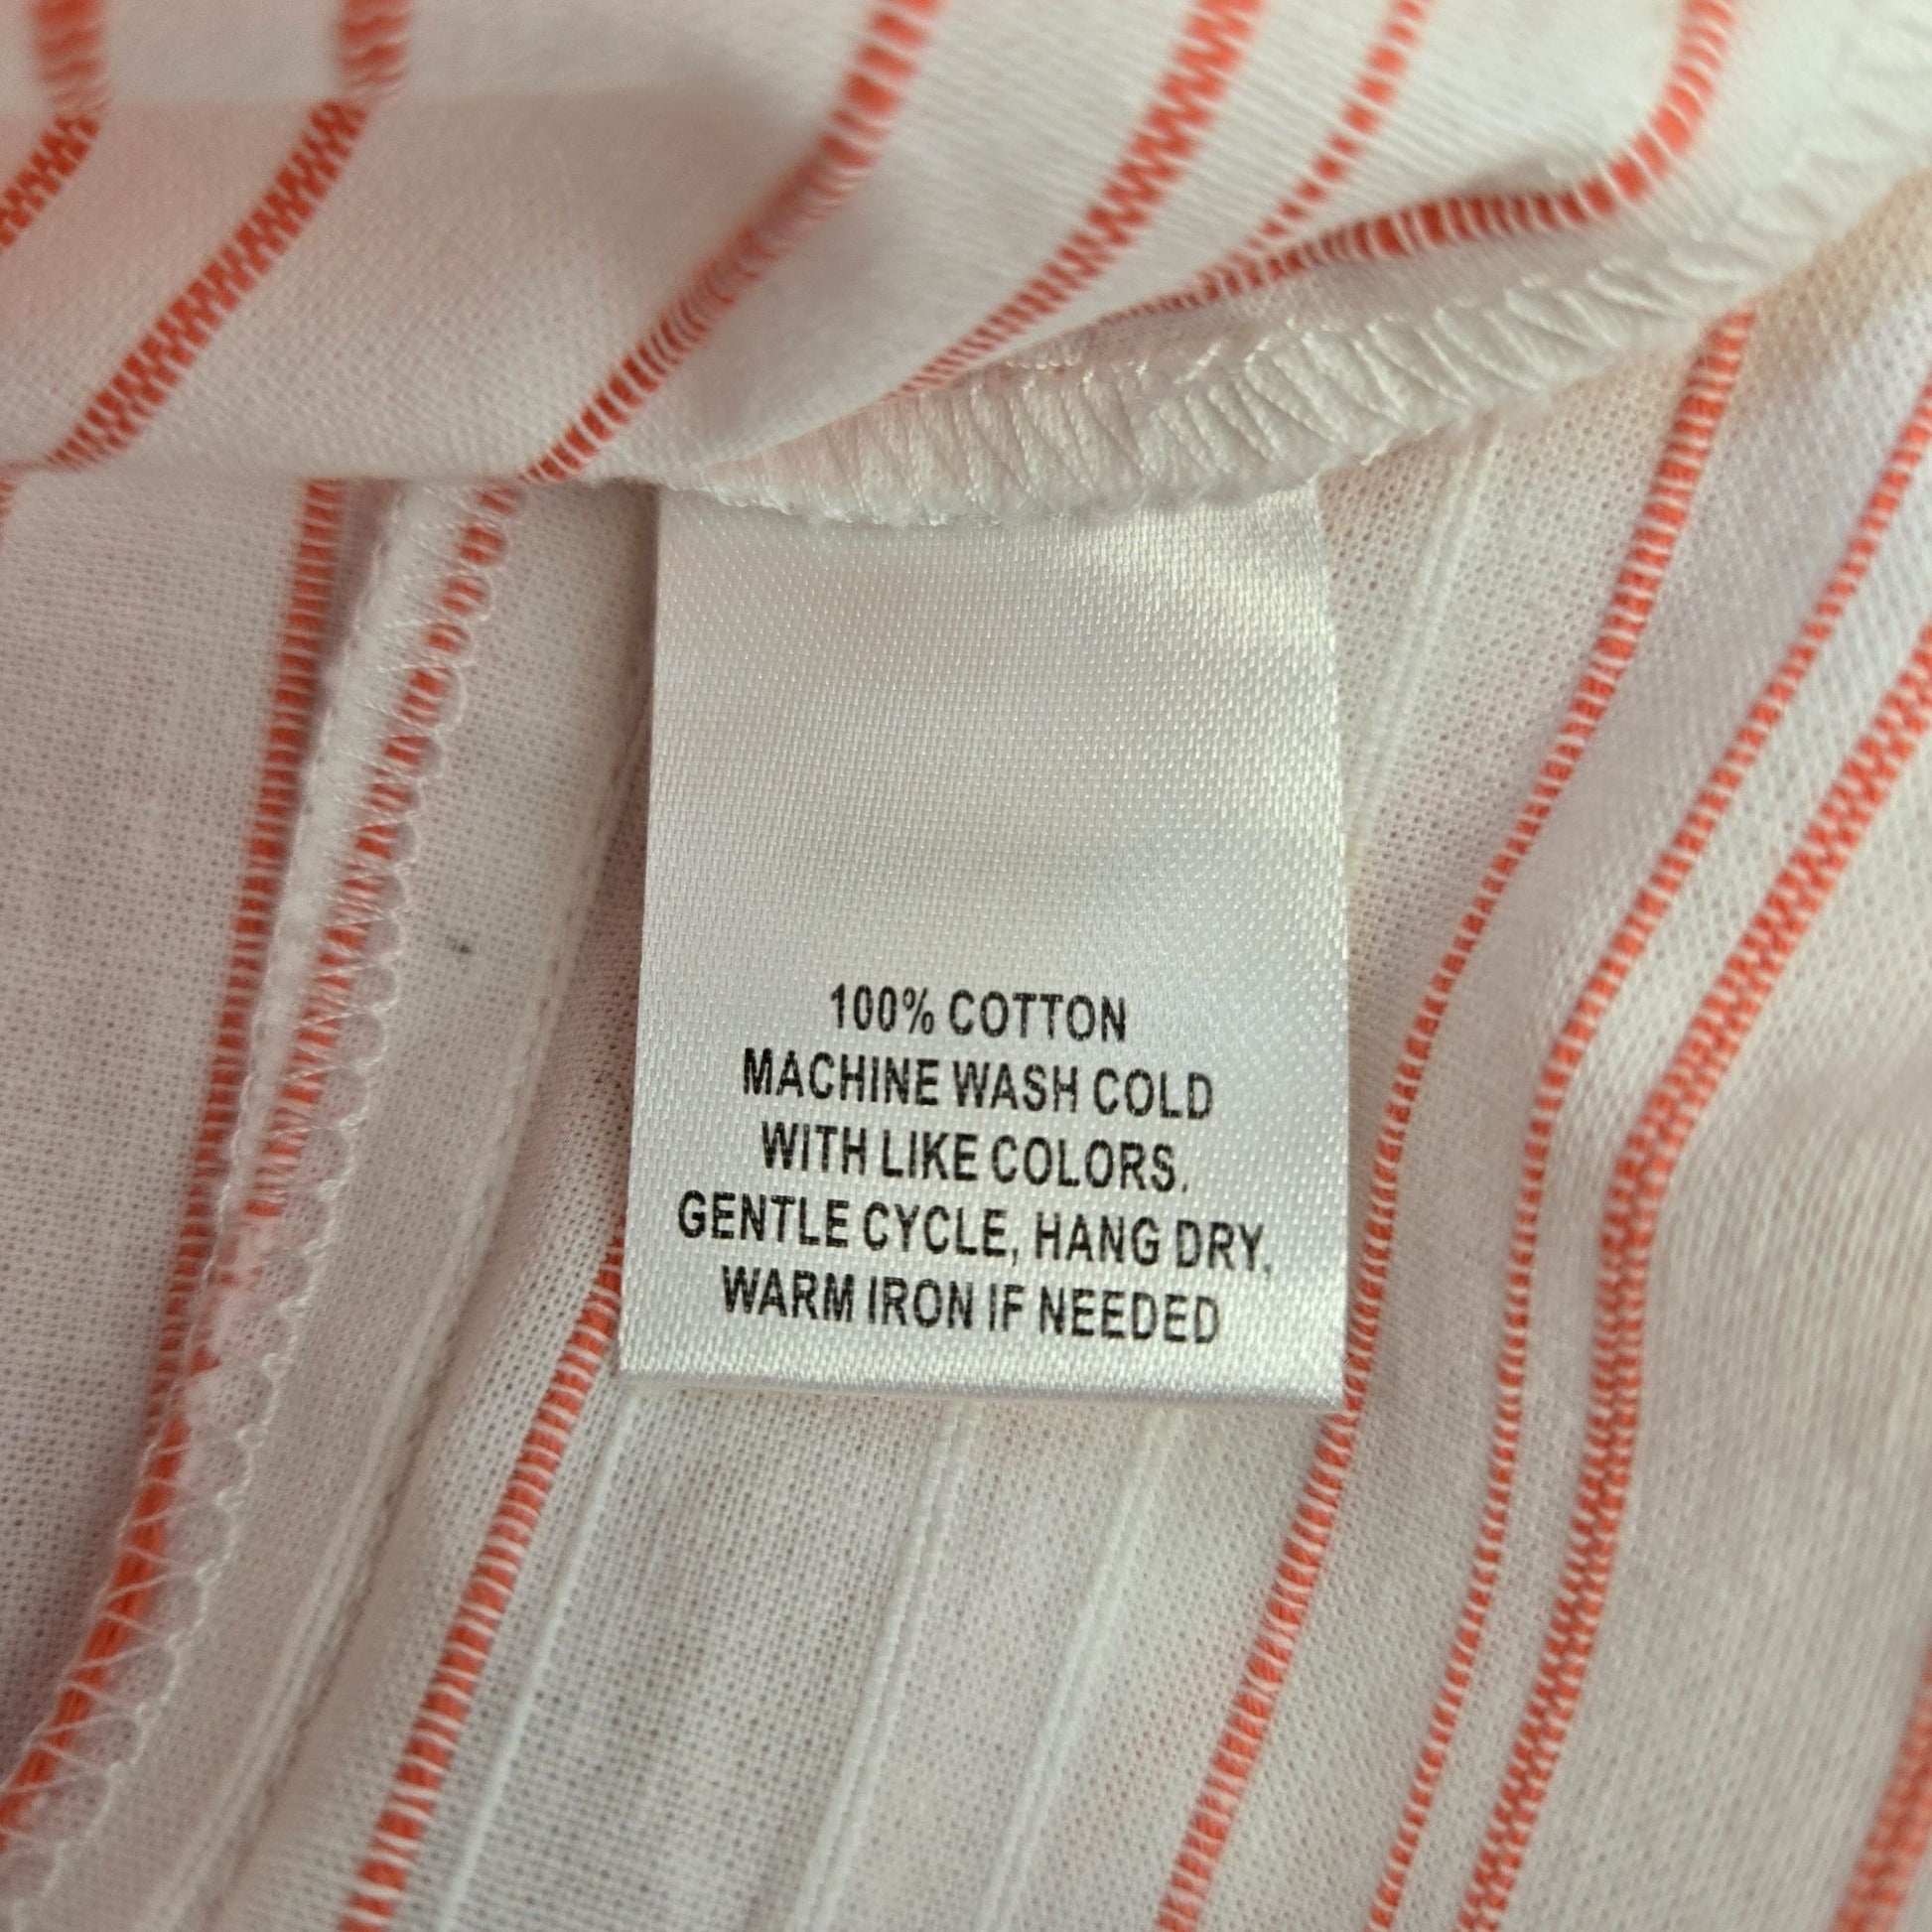 100% COTTON
MACHINE WASH COLD
WITH LIKE COLORS.
GENTLE CYCLE, HANG DRY.
WARM IRON IF NEEDED